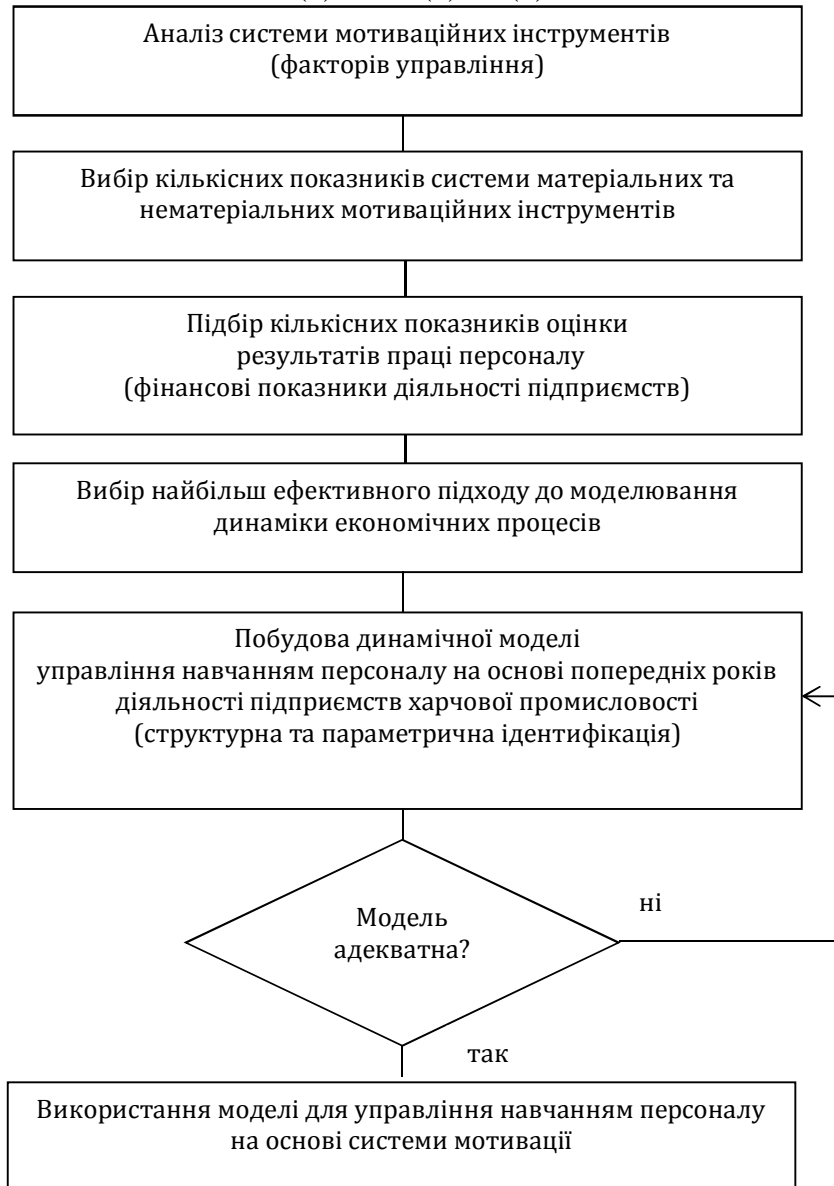 Аналіз системи мотиваційних інструментів
(факторів управління)
Вибір кількісних показників системи матеріальних та
нематеріальних мотиваційних інструментів
Підбір кількісних показників оцінки
результатів праці персоналу
(фінансові показники діяльності підприємств)
Вибір найбільш ефективного підходу до моделювання
динаміки економічних процесів
Побудова динамічної моделі
управління навчанням персоналу на основі попередніх років
діяльності підприємств харчової промисловості
(структурна та параметрична ідентифікація)
Модель
адекватна?
ні
так
Використання моделі для управління навчанням персоналу
на основі системи мотивації